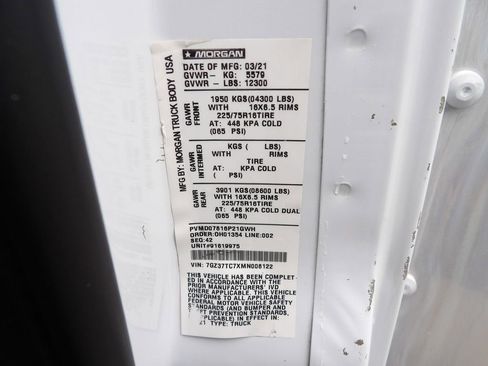 MORGAN
DATE OF MFG: 03/21
GVWR - KG: 5579
GVWR - LBS: 12300
MFG BY: MORGAN TRUCK BODY USA
GAWR FRONT
1950 KGS(04300 LBS)
WITH 16X6.5 RIMS
225/75R16TIRE
AT: 448 KPA COLD
(065 PSI)
GAWR INTERMED
KGS ( LBS)
WITH RIMS
TIRE
AT: KPA COLD
( PSI)
GAWR REAR
3901 KGS(08600 LBS)
WITH 16X6.5 RIMS
225/75R16TIRE
AT: 448 KPA COLD DUAL
(065 PSI)
PVMD07816P21GWH
ORDER:OH01354 LINE:002
SEQ:42
UNIT#91619975
VIN: 7GZ37TC7XMN006122
THIS VEHICLE HAS BEEN COMPLET-
ED IN ACCORDANCE WITH THE
PRIOR MANUFACTURERS' IVD
WHERE APPLICABLE. THIS VEHICLE
CONFORMS TO ALL APPLICABLE
FEDERAL MOTOR VEHICLE SAFETY
STANDARDS (AND BUMPER AND
FT PREVENTION STANDARDS,
APPLICABLE) IN EFFECT IN:
21 TYPE: TRUCK